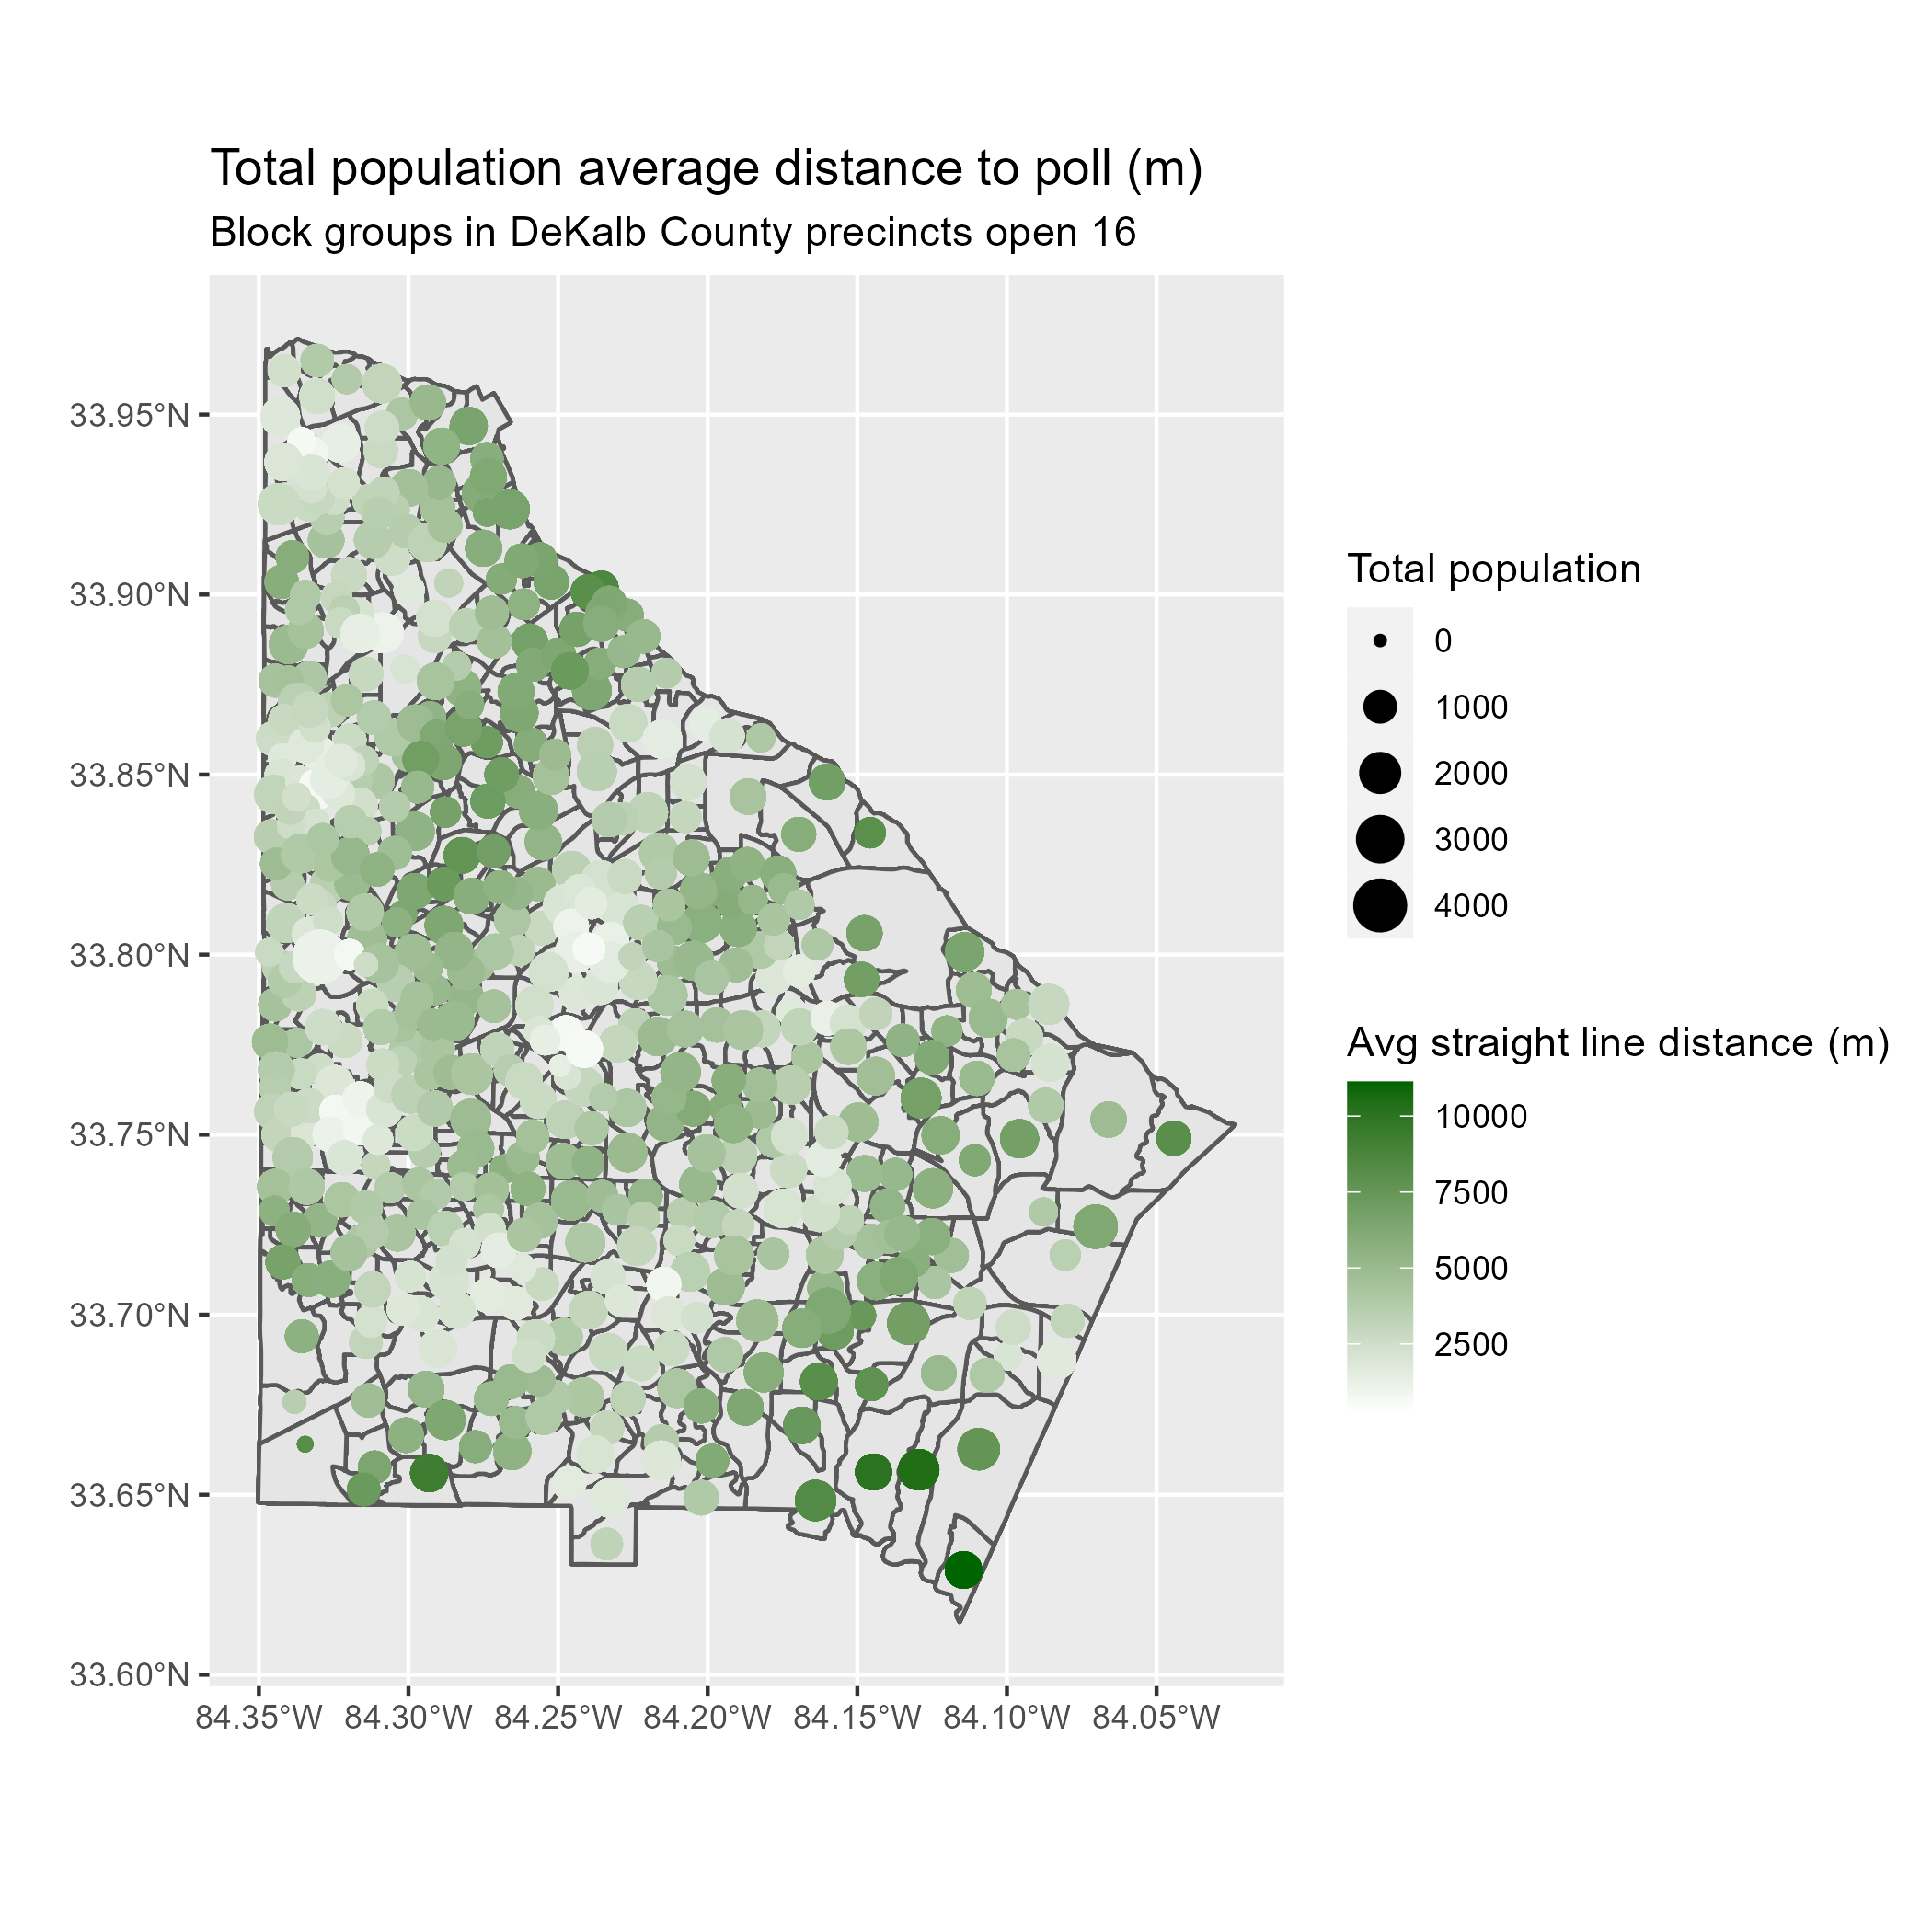 Total population average distance to poll (m)
Block groups in DeKalb County precincts open 16
33.95°N
33.90°N
33.85°N
33.80°N
33.75°N
33.70°N
33.65°N
33.60°N
84.35°W 84.30°W 84.25°W 84.20°W 84.15°W 84.10°W 84.05°W
Total population
0
1000
2000
3000
4000
Avg straight line distance (m)
10000
7500
5000
2500